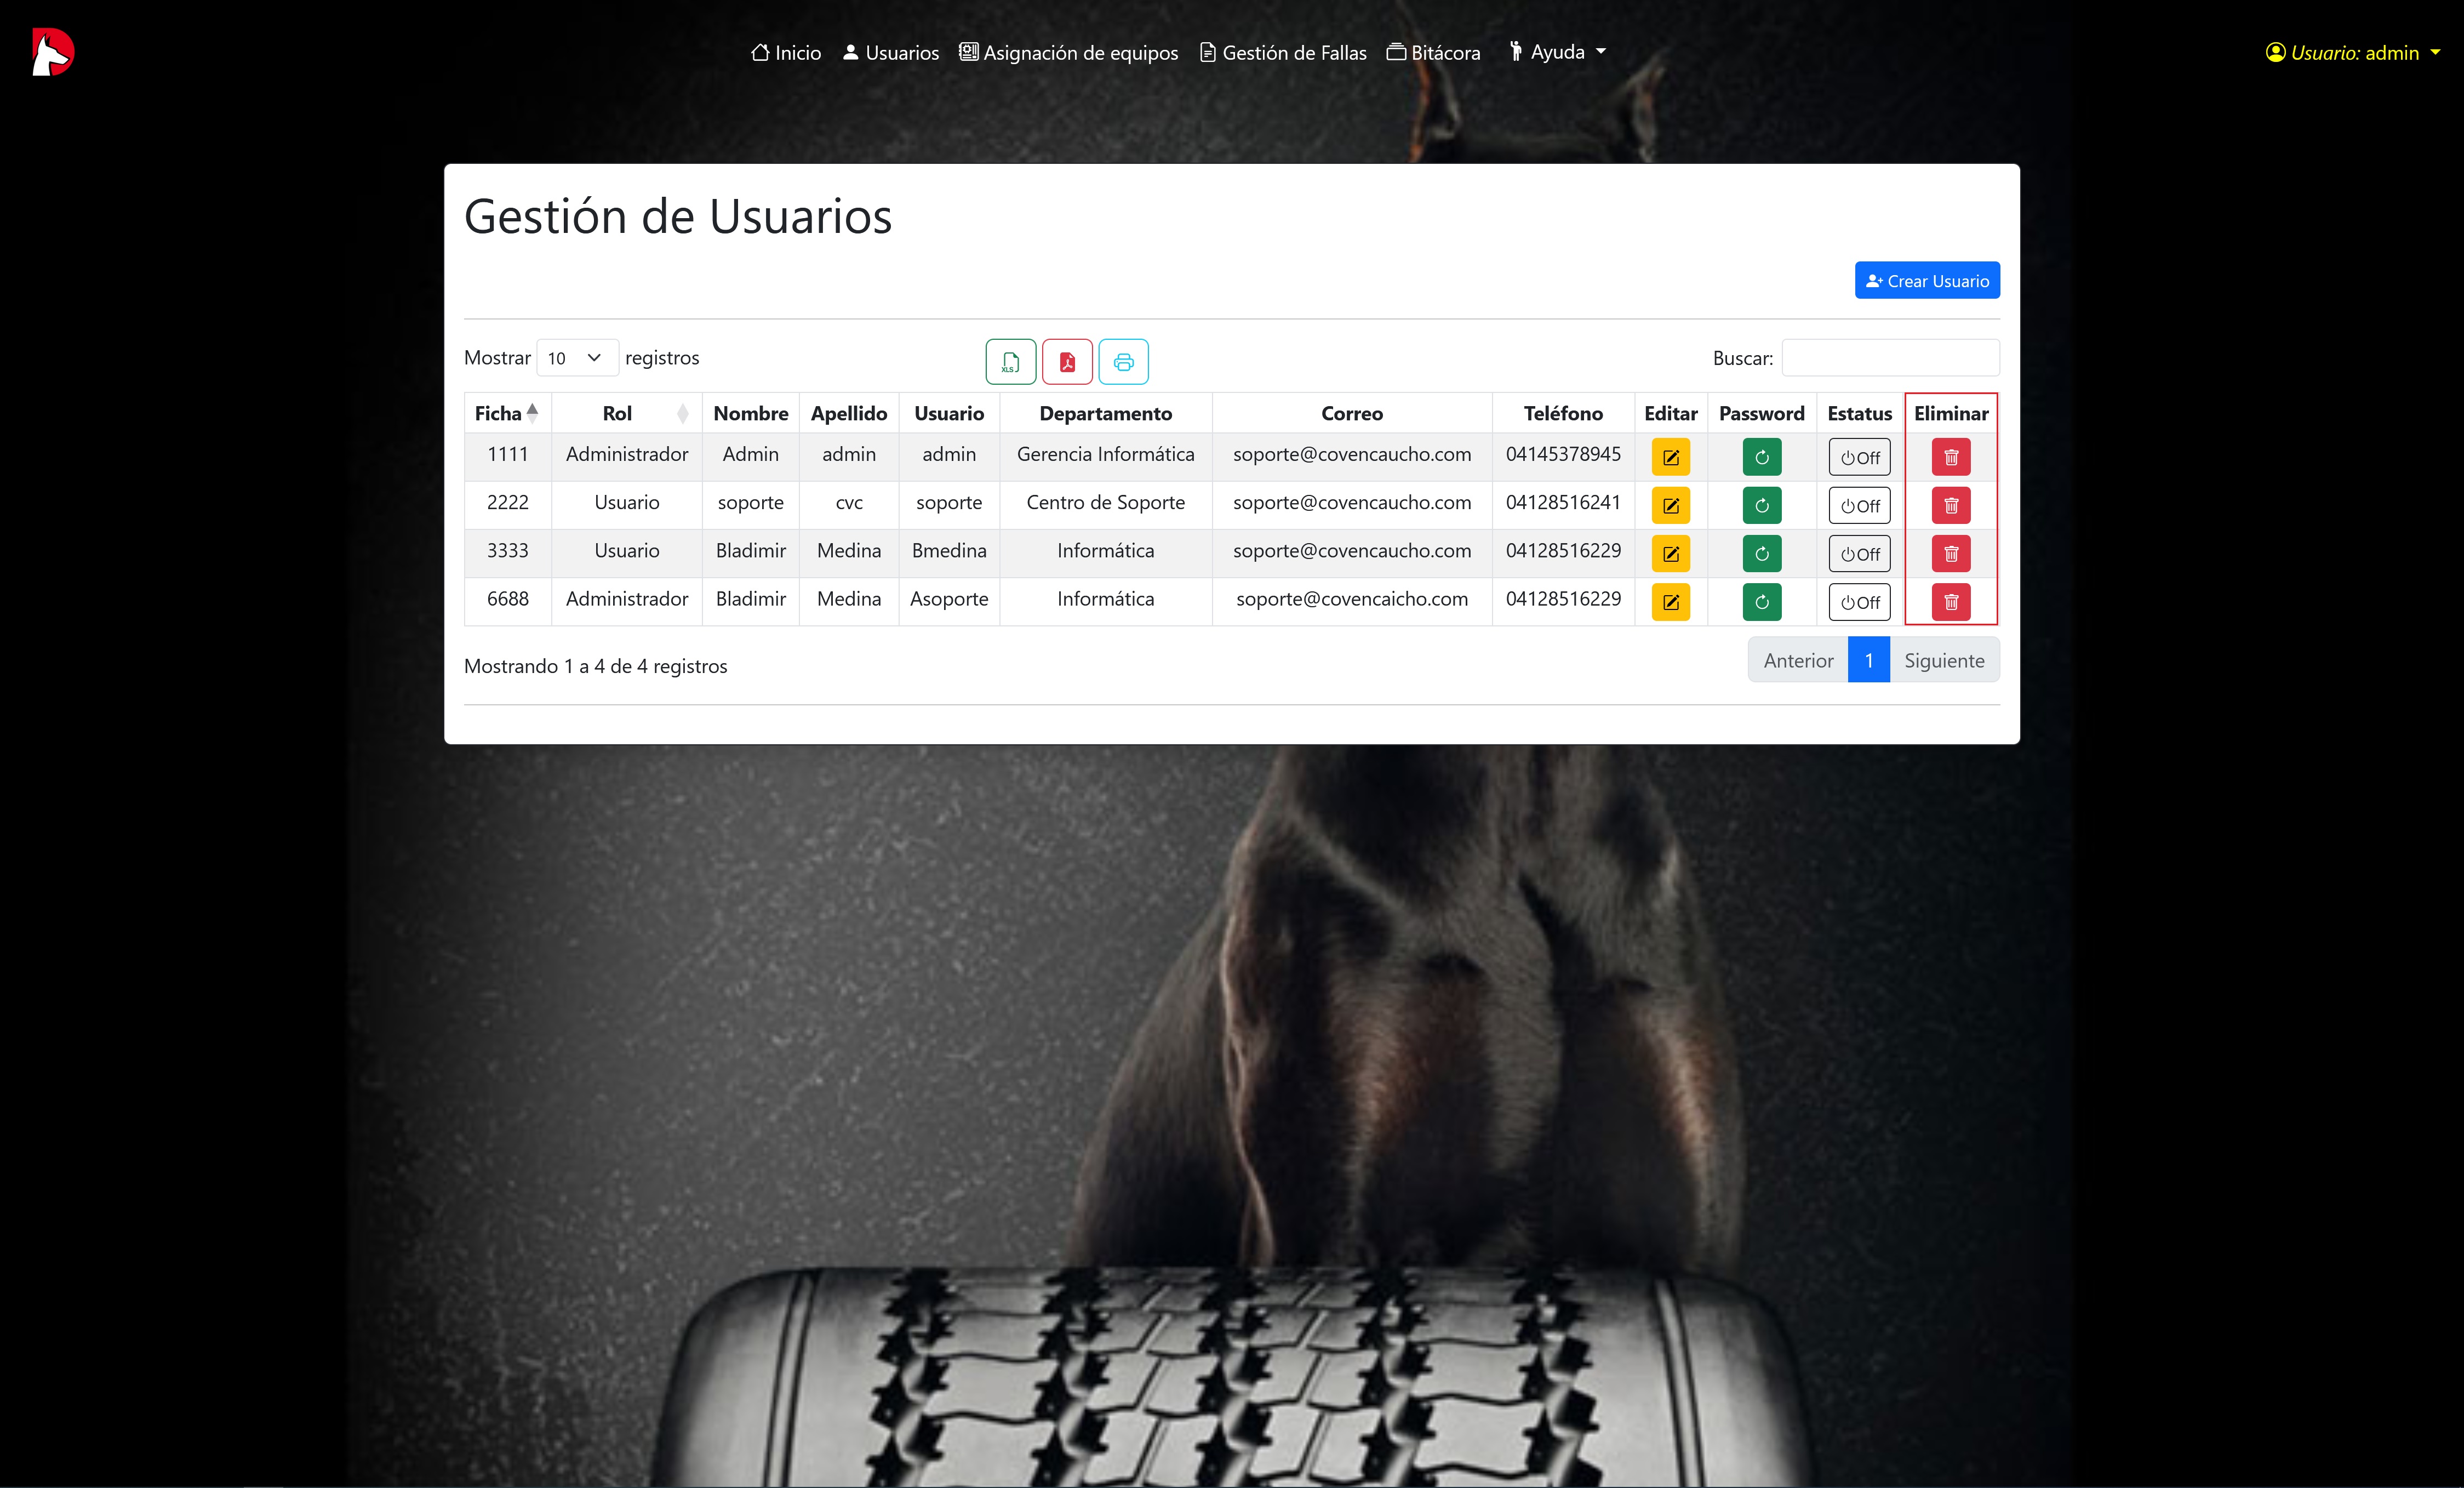 Inicio Usuarios Asignación de equipos Gestión de Fallas Bitácora Ayuda Usuario: admin
Gestión de Usuarios
Crear Usuario
Mostrar 10 registros XLS Buscar:
Ficha Rol Nombre Apellido Usuario Departamento Correo Teléfono Editar Password Estatus Eliminar
1111 Administrador Admin admin admin Gerencia Informática soporte@covencaucho.com 04145378945 Off
2222 Usuario soporte cvc soporte Centro de Soporte soporte@covencaucho.com 04128516241 Off
3333 Usuario Bladimir Medina Bmedina Informática soporte@covencaucho.com 04128516229 Off
6688 Administrador Bladimir Medina Asoporte Informática soporte@covencaicho.com 04128516229 Off
Mostrando 1 a 4 de 4 registros Anterior 1 Siguiente